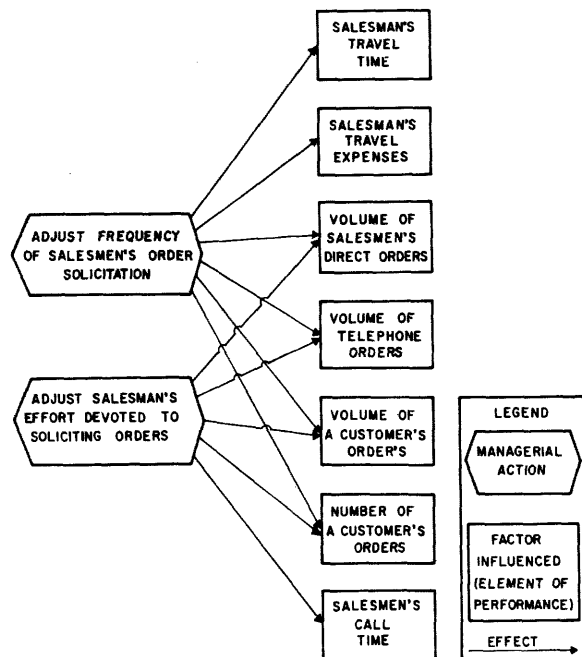 SALESMAN'S
TRAVEL
TIME
SALESMAN'S
TRAVEL
EXPENSES
ADJUST FREQUENCY
OF SALESMEN'S ORDER
SOLICITATION
VOLUME OF
SALESMEN'S
DIRECT ORDERS
VOLUME OF
TELEPHONE
ORDERS
ADJUST SALESMAN'S
EFFORT DEVOTED TO
SOLICITING ORDERS
VOLUME OF
A CUSTOMER'S
ORDER'S
NUMBER OF
A CUSTOMER'S
ORDERS
SALESMEN'S
CALL
TIME
LEGEND
MANAGERIAL
ACTION
FACTOR
INFLUENCED
(ELEMENT OF
PERFORMANCE)
EFFECT